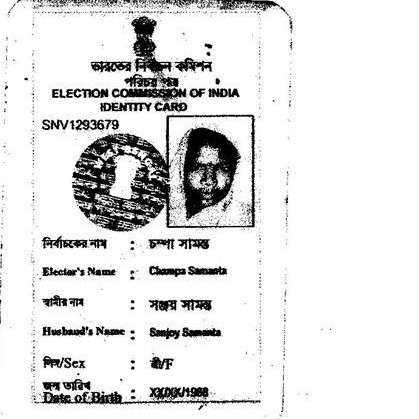 ভারতের নির্বাচন কমিশন
পরিচয় পত্র
ELECTION COMMISSION OF INDIA
IDENTITY CARD
SNV1293679
নির্বাচকের নাম : চম্পা সামন্ত
Elector's Name : Champa Samanta
স্বামীর নাম : সঞ্জয় সামন্ত
Husband's Name : Sanjoy Samanta
লিঙ্গ/Sex : স্ত্রী/F
জন্ম তারিখ
Date of Birth : XX/XX/1968